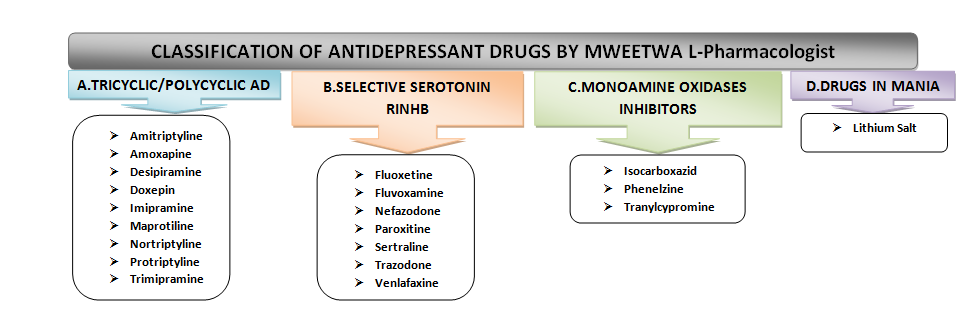 CLASSIFICATION OF ANTIDEPRESSANT DRUGS BY MWEETWA L-Pharmacologist
A.TRICYCLIC/POLYCYCLIC AD
Amitriptyline
Amoxapine
Desipiramine
Doxepin
Imipramine
Maprotiline
Nortriptyline
Protriptyline
Trimipramine
B.SELECTIVE SEROTONIN
RINHB
Fluoxetine
Fluvoxamine
Nefazodone
Paroxitine
Sertraline
Trazodone
Venlafaxine
C.MONOAMINE OXIDASES
INHIBITORS
Isocarboxazid
Phenelzine
Tranylcypromine
D.DRUGS IN MANIA
Lithium Salt